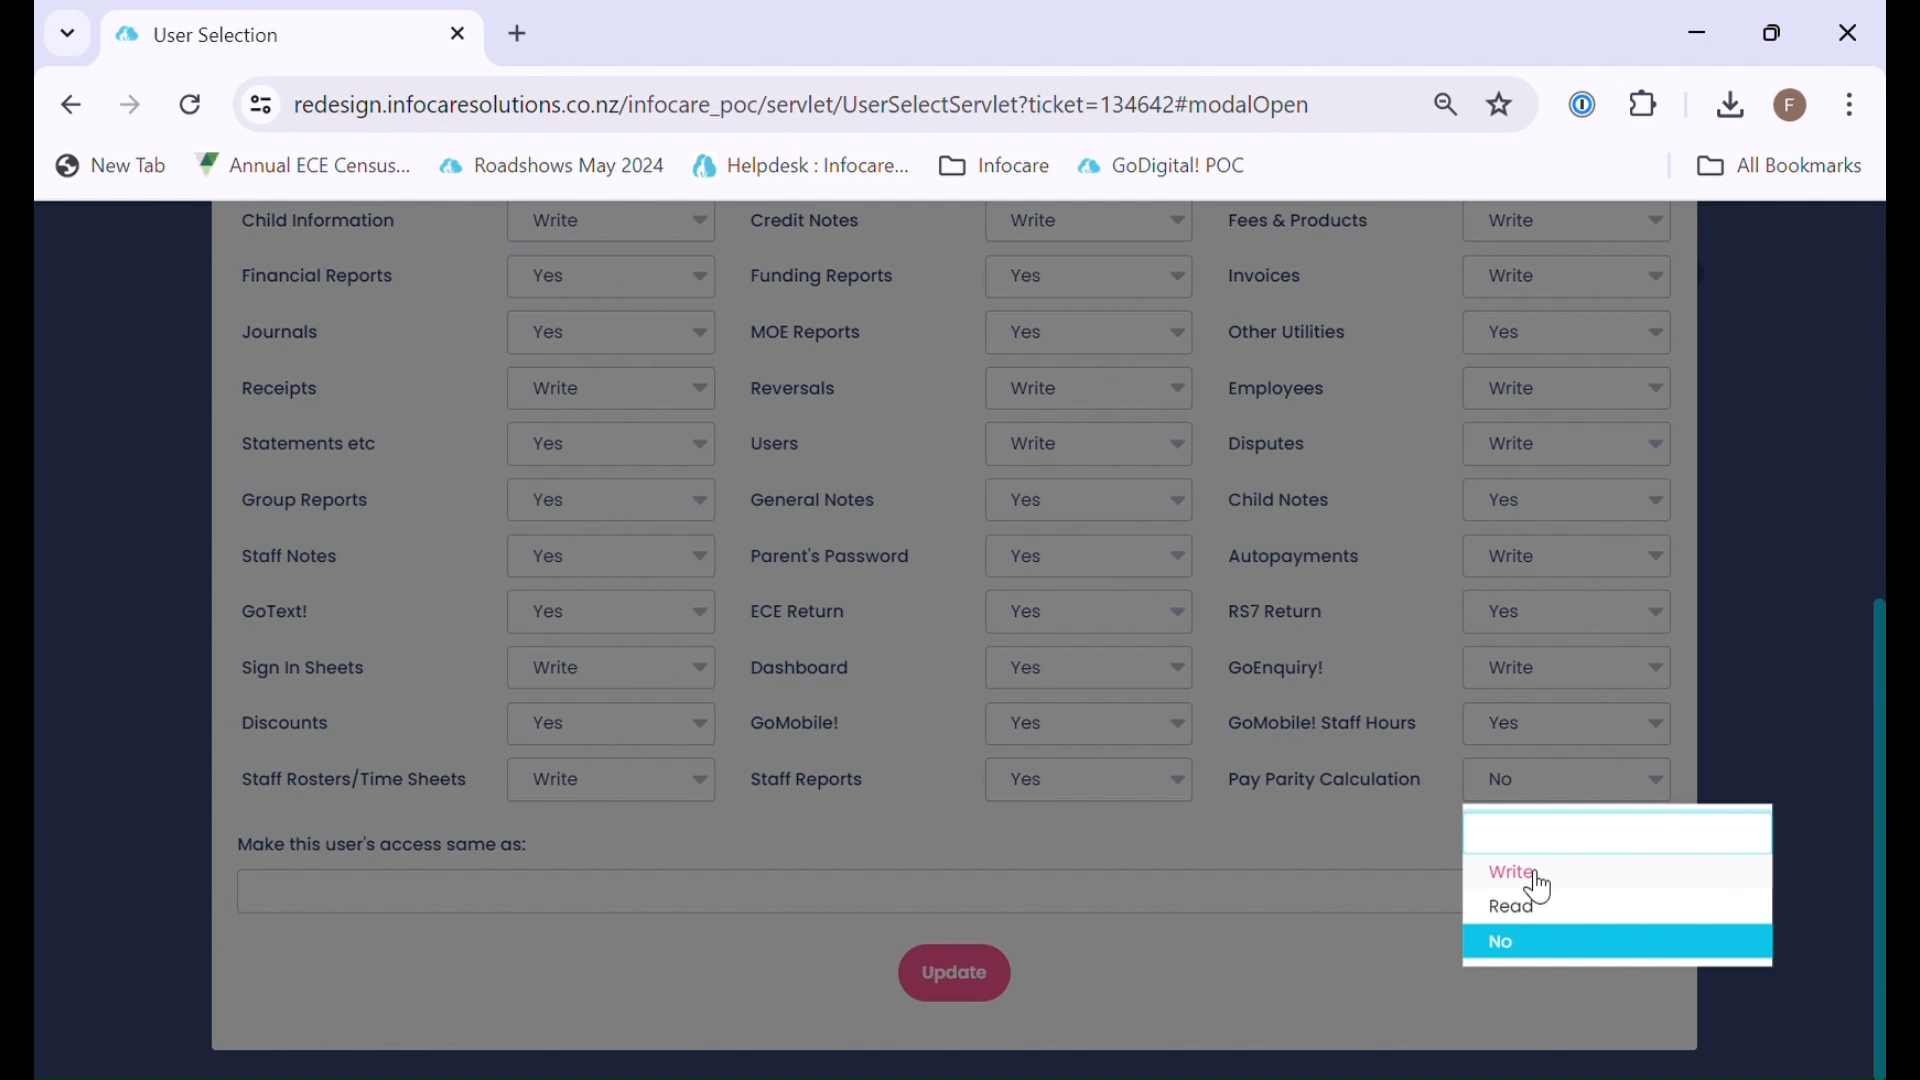 User Selection
redesign.infocaresolutions.co.nz/infocare_poc/servlet/UserSelectServlet?ticket=134642#modalOpen
F
New Tab Annual ECE Census... Roadshows May 2024 Helpdesk : Infocare... Infocare GoDigital! POC All Bookmarks
Child Information Write Credit Notes Write Fees & Products Write
Financial Reports Yes Funding Reports Yes Invoices Write
Journals Yes MOE Reports Yes Other Utilities Yes
Receipts Write Reversals Write Employees Write
Statements etc Yes Users Write Disputes Write
Group Reports Yes General Notes Yes Child Notes Yes
Staff Notes Yes Parent's Password Yes Autopayments Write
GoText! Yes ECE Return Yes RS7 Return Yes
Sign In Sheets Write Dashboard Yes GoEnquiry! Write
Discounts Yes GoMobile! Yes GoMobile! Staff Hours Yes
Staff Rosters/Time Sheets Write Staff Reports Yes Pay Parity Calculation No
Make this user's access same as:
Write
Read
No
Update